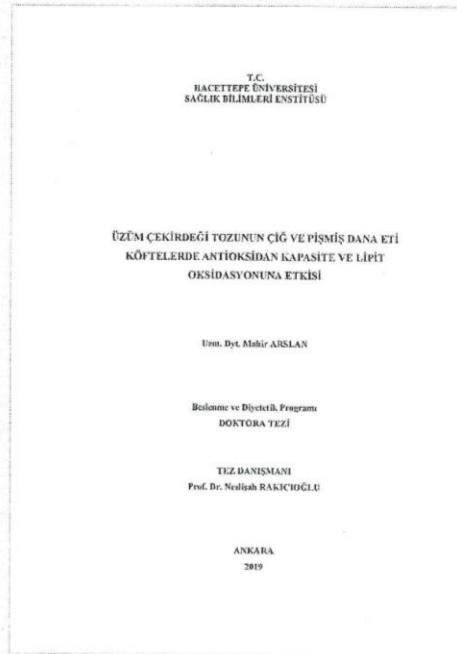 T.C.
HACETTEPE ÜNİVERSİTESİ
SAĞLIK BİLİMLERİ ENSTİTÜSÜ
ÜZÜM ÇEKİRDEĞİ TOZUNUN ÇİĞ VE PİŞMİŞ DANA ETİ
KÖFTELERDE ANTİOKSİDAN KAPASİTE VE LİPİT
OKSİDASYONUNA ETKİSİ
Uzm. Dyt. Mahir ARSLAN
Beslenme ve Diyetetik Programı
DOKTORA TEZİ
TEZ DANIŞMANI
Prof. Dr. Neslişah RAKICIOĞLU
ANKARA
2019